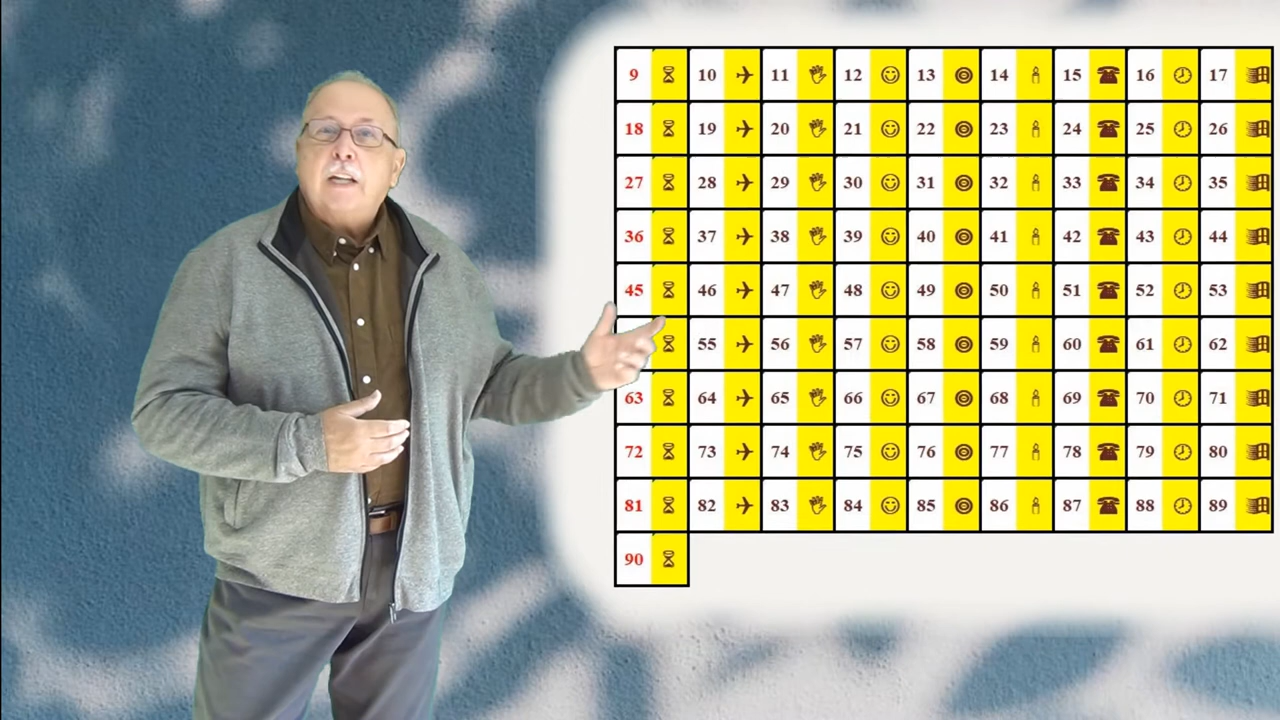 9 10 11 12 13 14 15 16 17
18 19 20 21 22 23 24 25 26
27 28 29 30 31 32 33 34 35
36 37 38 39 40 41 42 43 44
45 46 47 48 49 50 51 52 53
55 56 57 58 59 60 61 62
63 64 65 66 67 68 69 70 71
72 73 74 75 76 77 78 79 80
81 82 83 84 85 86 87 88 89
90